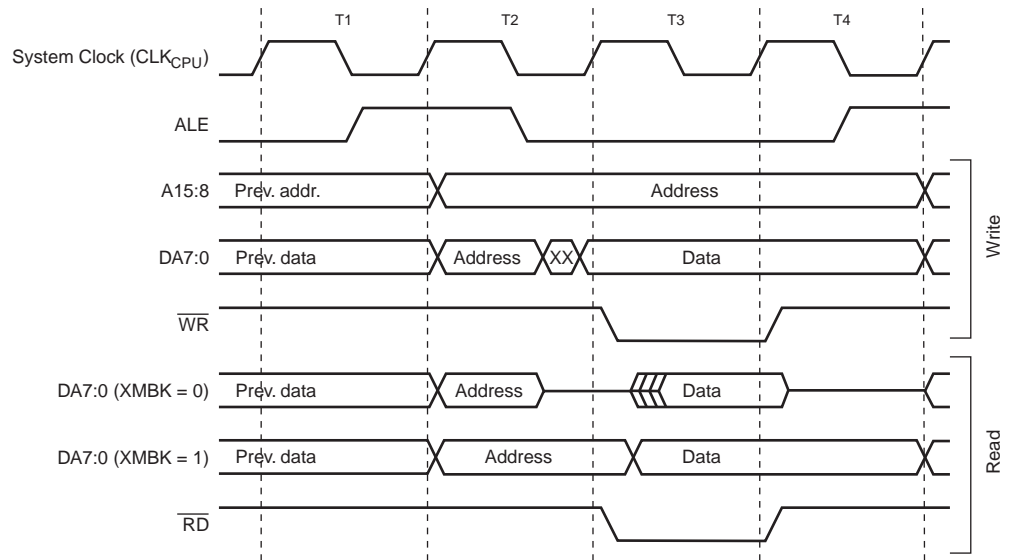 T1 T2 T3 T4
System Clock (CLKCPU)
ALE
A15:8 Prev. addr. Address
DA7:0 Prev. data Address XX Data
WR
Write
DA7:0 (XMBK = 0) Prev. data Address Data
DA7:0 (XMBK = 1) Prev. data Address Data
RD
Read